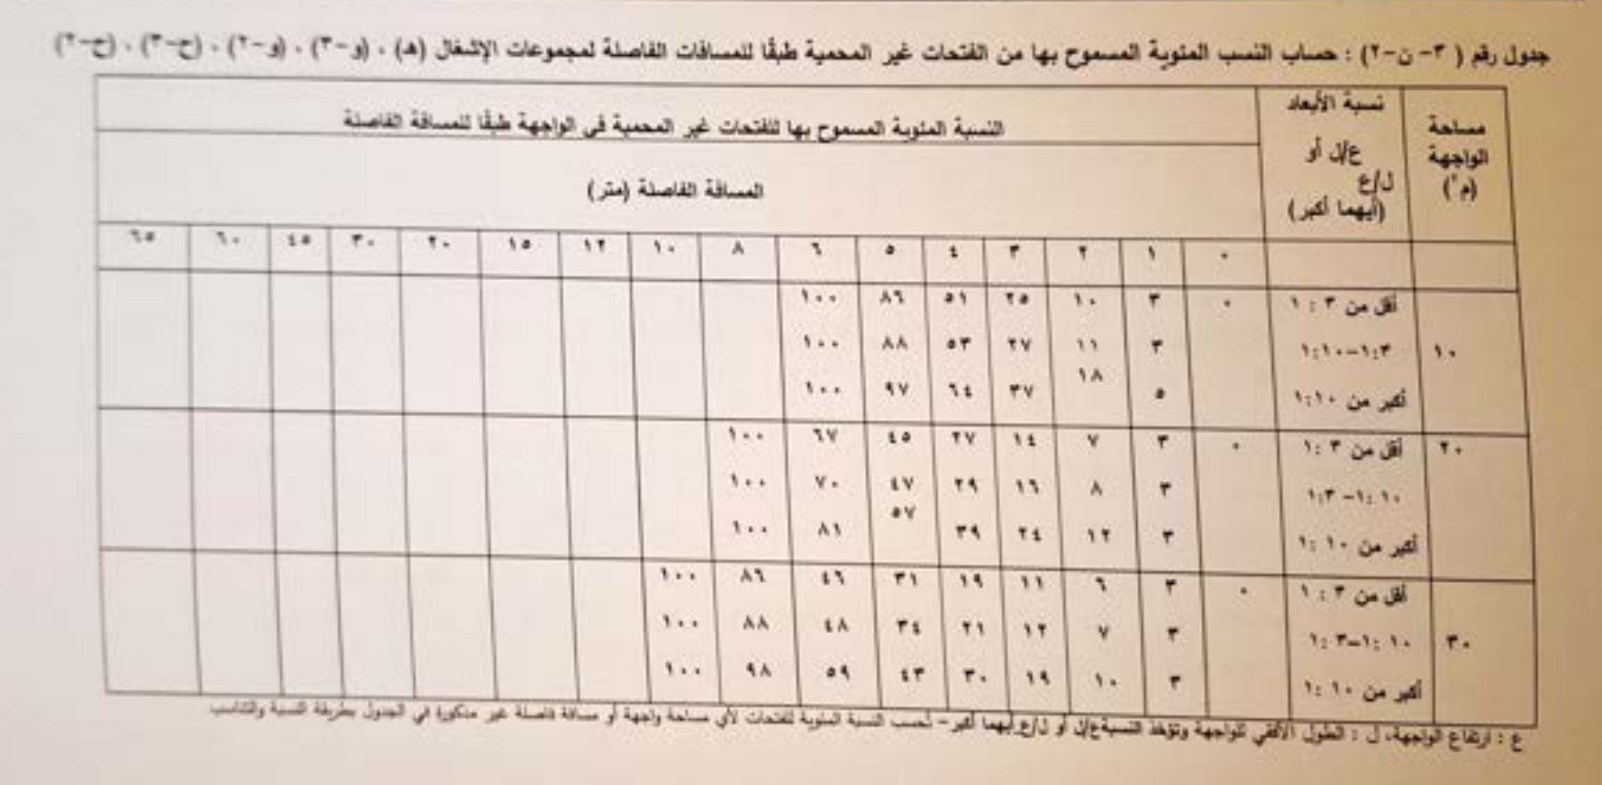 جدول رقم ( ٣- ن-٢) : حساب النسب المئوية المسموح بها من الفتحات غير المحمية طبقًا للمسافات الفاصلة لمجموعات الإشغال (هـ) ، (و-٣) ، (و-٢) ، (ح-٣) ، (ح-٢)
مساحة الواجهة (م٢)
نسبة الأبعاد
ع/ل أو
ل/ع
(أيهما أكبر)
النسبة المئوية المسموح بها للفتحات غير المحمية في الواجهة طبقًا للمسافة الفاصلة
المسافة الفاصلة (متر)
٠ ١ ٢ ٣ ٤ ٥ ٦ ٨ ١٠ ١٢ ١٥ ٢٠ ٣٠ ٤٥ ٦٠ ٦٥
أقل من ٣ : ١ ٠ ٣ ١٠ ٢٥ ٥١ ٨٦ ١٠٠
١٠ ١:٣–١:١٠ ٣ ١١ ٢٧ ٥٣ ٨٨ ١٠٠
أكبر من ١:١٠ ٥ ١٨ ٣٧ ٦٤ ٩٧ ١٠٠
٢٠ أقل من ٣ :١ ٠ ٣ ٧ ١٤ ٢٧ ٤٥ ٦٧ ١٠٠
١:٣ –١: ١٠ ٣ ٨ ١٦ ٢٩ ٤٧ ٧٠ ١٠٠
أكبر من ١٠ :١ ٣ ١٢ ٢٤ ٣٩ ٥٧ ٨١ ١٠٠
أقل من ٣ : ١ ٠ ٣ ٦ ١١ ١٩ ٣١ ٤٦ ٨٦ ١٠٠
٣٠ ١: ٣–١: ١٠ ٣ ٧ ١٢ ٢١ ٣٤ ٤٨ ٨٨ ١٠٠
أكبر من ١٠ :١ ٣ ١٠ ١٩ ٣٠ ٤٣ ٥٩ ٩٨ ١٠٠
ع : ارتفاع الواجهة، ل : الطول الأفقي للواجهة وتؤخذ النسبة ع/ل أو ل/ع أيهما أكبر – تحسب النسبة المئوية للفتحات لأي مساحة واجهة أو مسافة فاصلة غير مذكورة في الجدول بطريقة النسبة والتناسب